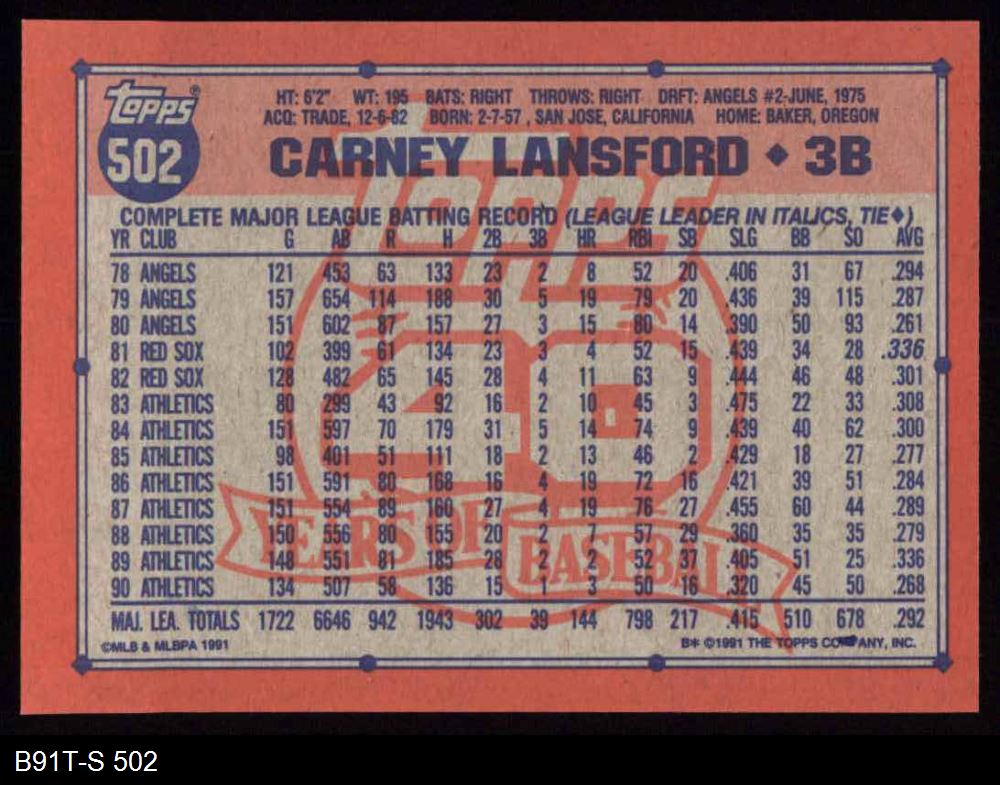 Topps®
502
HT: 6'2" WT: 195 BATS: RIGHT THROWS: RIGHT DRFT: ANGELS #2-JUNE, 1975
ACQ: TRADE, 12-6-82 BORN: 2-7-57 , SAN JOSE, CALIFORNIA HOME: BAKER, OREGON
CARNEY LANSFORD ◆ 3B
COMPLETE MAJOR LEAGUE BATTING RECORD (LEAGUE LEADER IN ITALICS, TIE◆)
YR CLUB G AB R H 2B 3B HR RBI SB SLG BB SO AVG
78 ANGELS 121 453 63 133 23 2 8 52 20 .406 31 67 .294
79 ANGELS 157 654 114 188 30 5 19 79 20 .436 39 115 .287
80 ANGELS 151 602 87 157 27 3 15 80 14 .390 50 93 .261
81 RED SOX 102 399 61 134 23 3 4 52 15 .439 34 28 .336
82 RED SOX 128 482 65 145 28 4 11 63 9 .444 46 48 .301
83 ATHLETICS 80 299 43 92 16 2 10 45 3 .475 22 33 .308
84 ATHLETICS 151 597 70 179 31 5 14 74 9 .439 40 62 .300
85 ATHLETICS 98 401 51 111 18 2 13 46 2 .429 18 27 .277
86 ATHLETICS 151 591 80 168 16 4 19 72 16 .421 39 51 .284
87 ATHLETICS 151 554 89 160 27 4 19 76 27 .455 60 44 .289
88 ATHLETICS 150 556 80 155 20 2 7 57 29 .360 35 35 .279
89 ATHLETICS 148 551 81 185 28 2 2 52 37 .405 51 25 .336
90 ATHLETICS 134 507 58 136 15 1 3 50 16 .320 45 50 .268
MAJ. LEA. TOTALS 1722 6646 942 1943 302 39 144 798 217 .415 510 678 .292
©MLB & MLBPA 1991 B* ©1991 THE TOPPS COMPANY, INC.
TOPPS
40
YEARS OF
BASEBALL
B91T-S 502